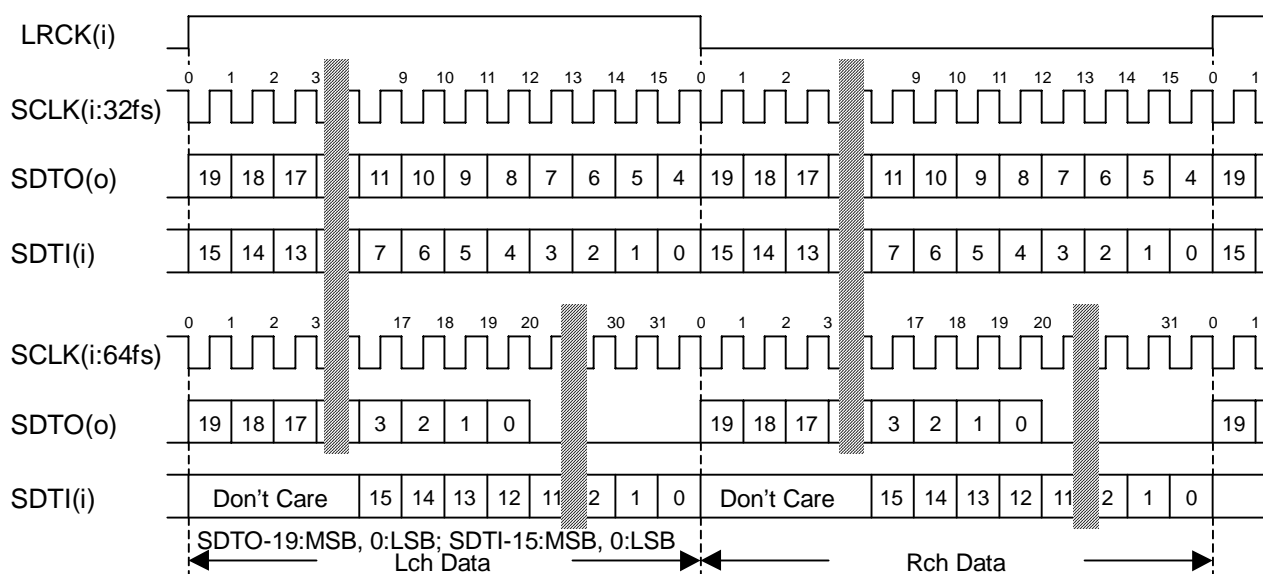 LRCK(i)
0 1 2 3 9 10 11 12 13 14 15 0 1 2 9 10 11 12 13 14 15 0 1
SCLK(i:32fs)
SDTO(o) 19 18 17 11 10 9 8 7 6 5 4 19 18 17 11 10 9 8 7 6 5 4 19
SDTI(i) 15 14 13 7 6 5 4 3 2 1 0 15 14 13 7 6 5 4 3 2 1 0 15
0 1 2 3 17 18 19 20 30 31 0 1 2 3 17 18 19 20 31 0 1
SCLK(i:64fs)
SDTO(o) 19 18 17 3 2 1 0 19 18 17 3 2 1 0 19
SDTI(i) Don't Care 15 14 13 12 11 2 1 0 Don't Care 15 14 13 12 11 2 1 0
SDTO-19:MSB, 0:LSB; SDTI-15:MSB, 0:LSB
Lch Data Rch Data